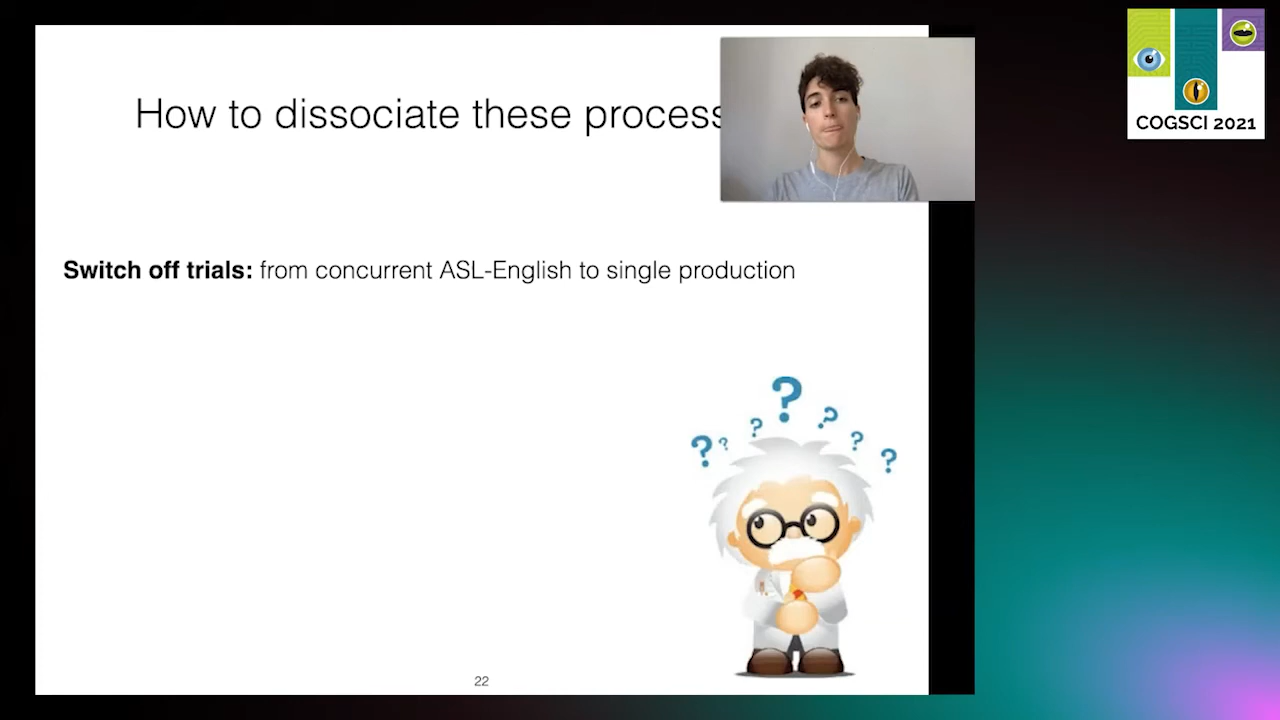 How to dissociate these process
Switch off trials: from concurrent ASL-English to single production
? ? ? ? ? ? ?
22
COGSCI 2021